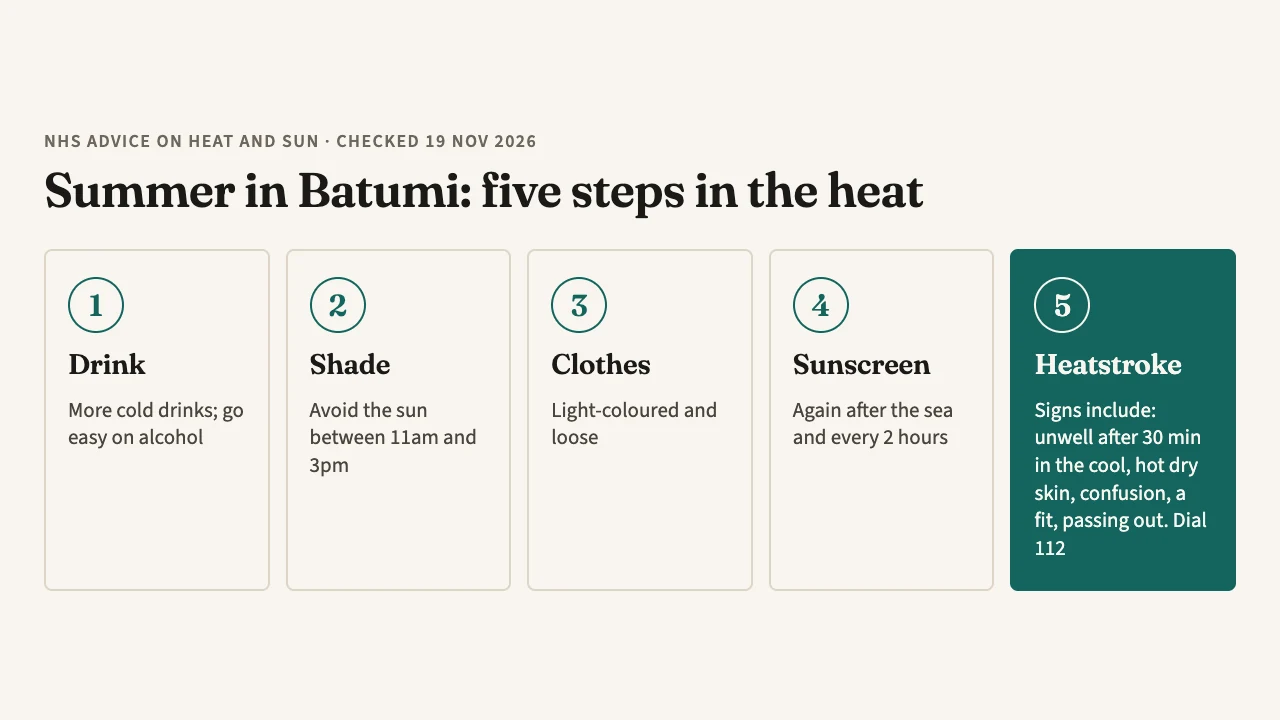 NHS ADVICE ON HEAT AND SUN · CHECKED 19 NOV 2026
Summer in Batumi: five steps in the heat
1
Drink
More cold drinks; go
easy on alcohol
2
Shade
Avoid the sun
between 11am and
3pm
3
Clothes
Light-coloured and
loose
4
Sunscreen
Again after the sea
and every 2 hours
5
Heatstroke
Signs include:
unwell after 30 min
in the cool, hot dry
skin, confusion, a
fit, passing out. Dial
112